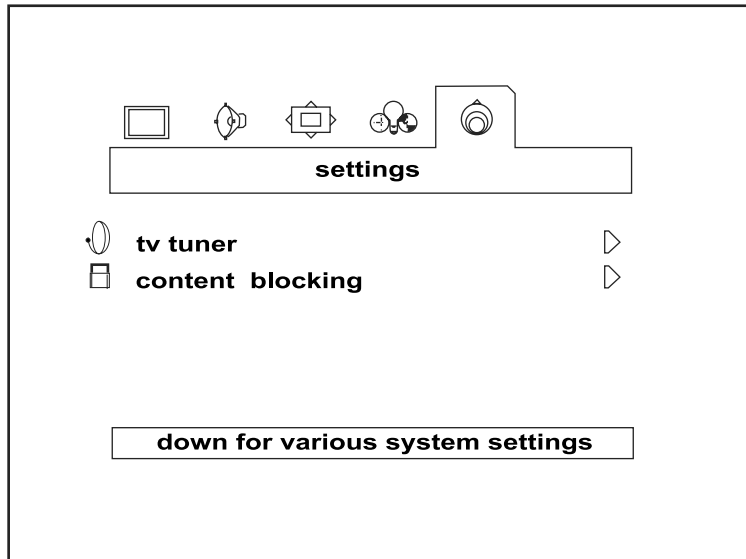 settings
tv tuner
content blocking
down for various system settings